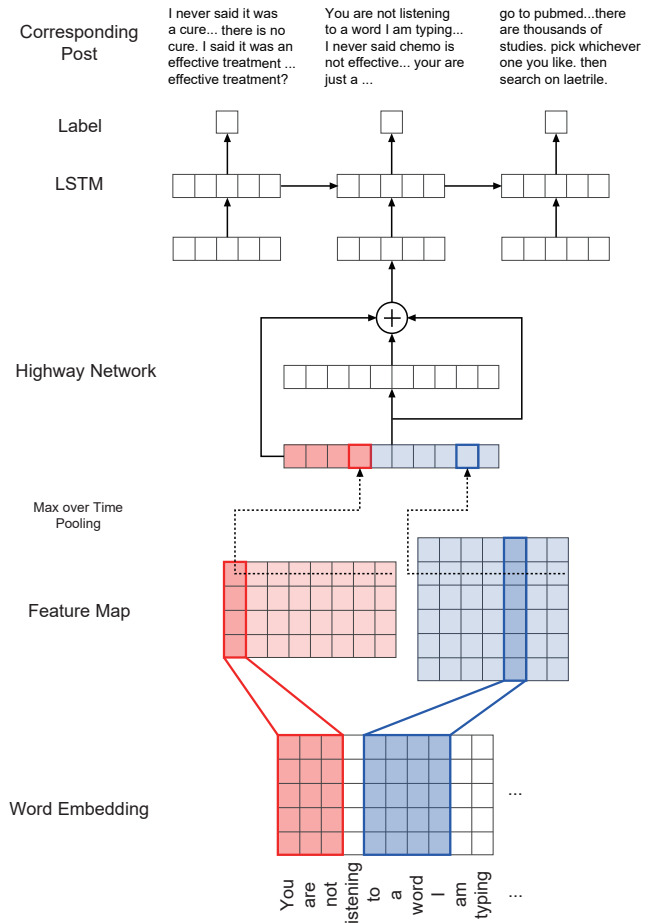 Corresponding
Post
I never said it was
a cure... there is no
cure. I said it was an
effective treatment ...
effective treatment?
You are not listening
to a word I am typing...
I never said chemo is
not effective... your are
just a ...
go to pubmed...there
are thousands of
studies. pick whichever
one you like. then
search on laetrile.
Label
LSTM
+
Highway Network
Max over Time
Pooling
Feature Map
Word Embedding
...
You
are
not
listening
to
a
word
I
am
typing
...